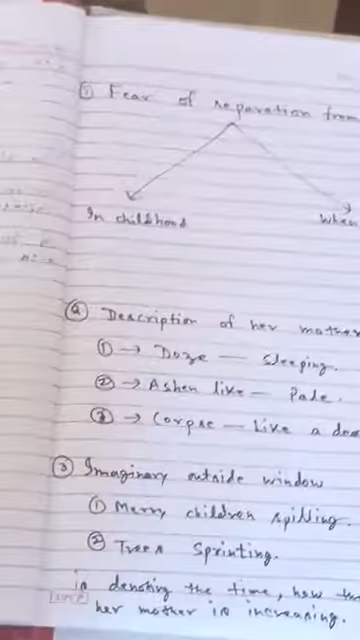 ① Fear of separation from
In childhood
When
② Description of her mother
① → Doze — Sleeping.
② → Ashen like — Pale.
③ → Corpse — Like a dea
③ Imaginary outside window
① Merry children spilling.
② Trees Sprinting.
is denoting the time, how the
her mother is increasing.